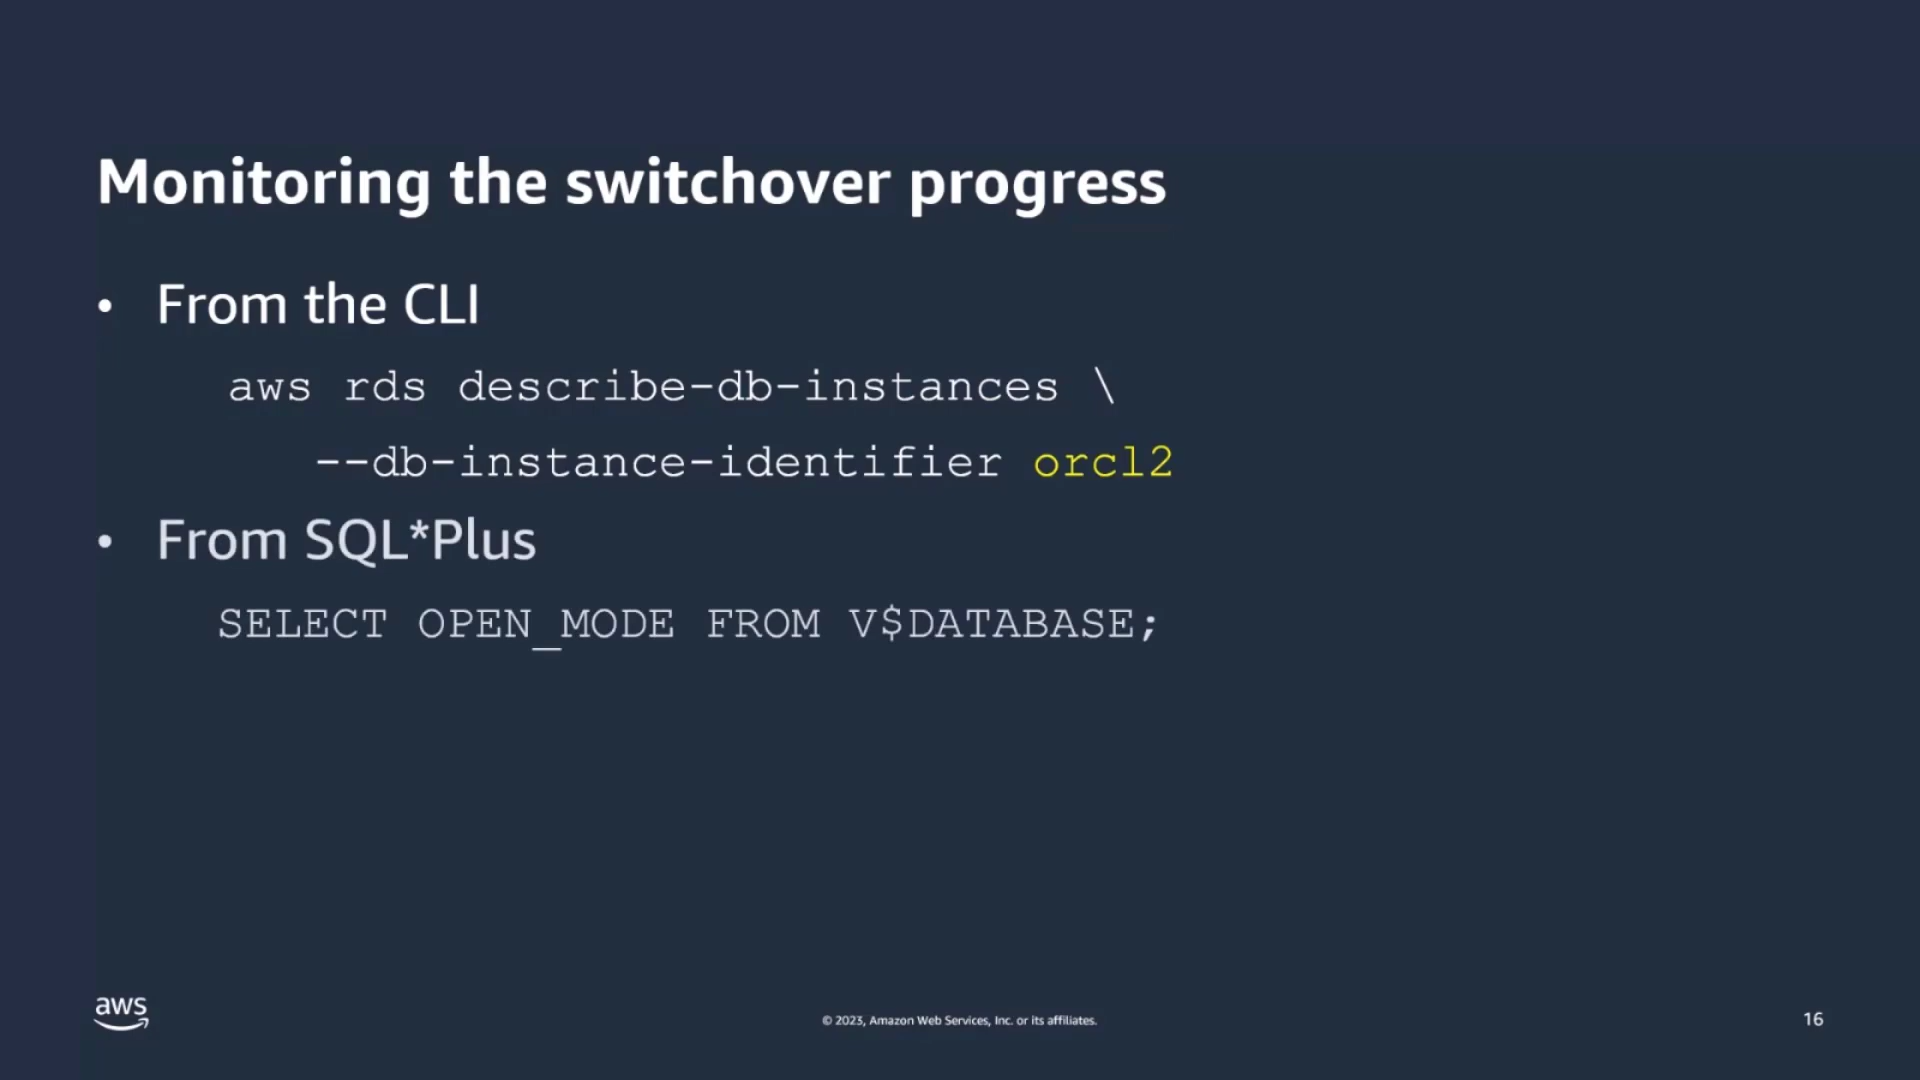 Monitoring the switchover progress
• From the CLI
aws rds describe-db-instances \
--db-instance-identifier orcl2
• From SQL*Plus
SELECT OPEN_MODE FROM V$DATABASE;
aws
© 2023, Amazon Web Services, Inc. or its affiliates.
16